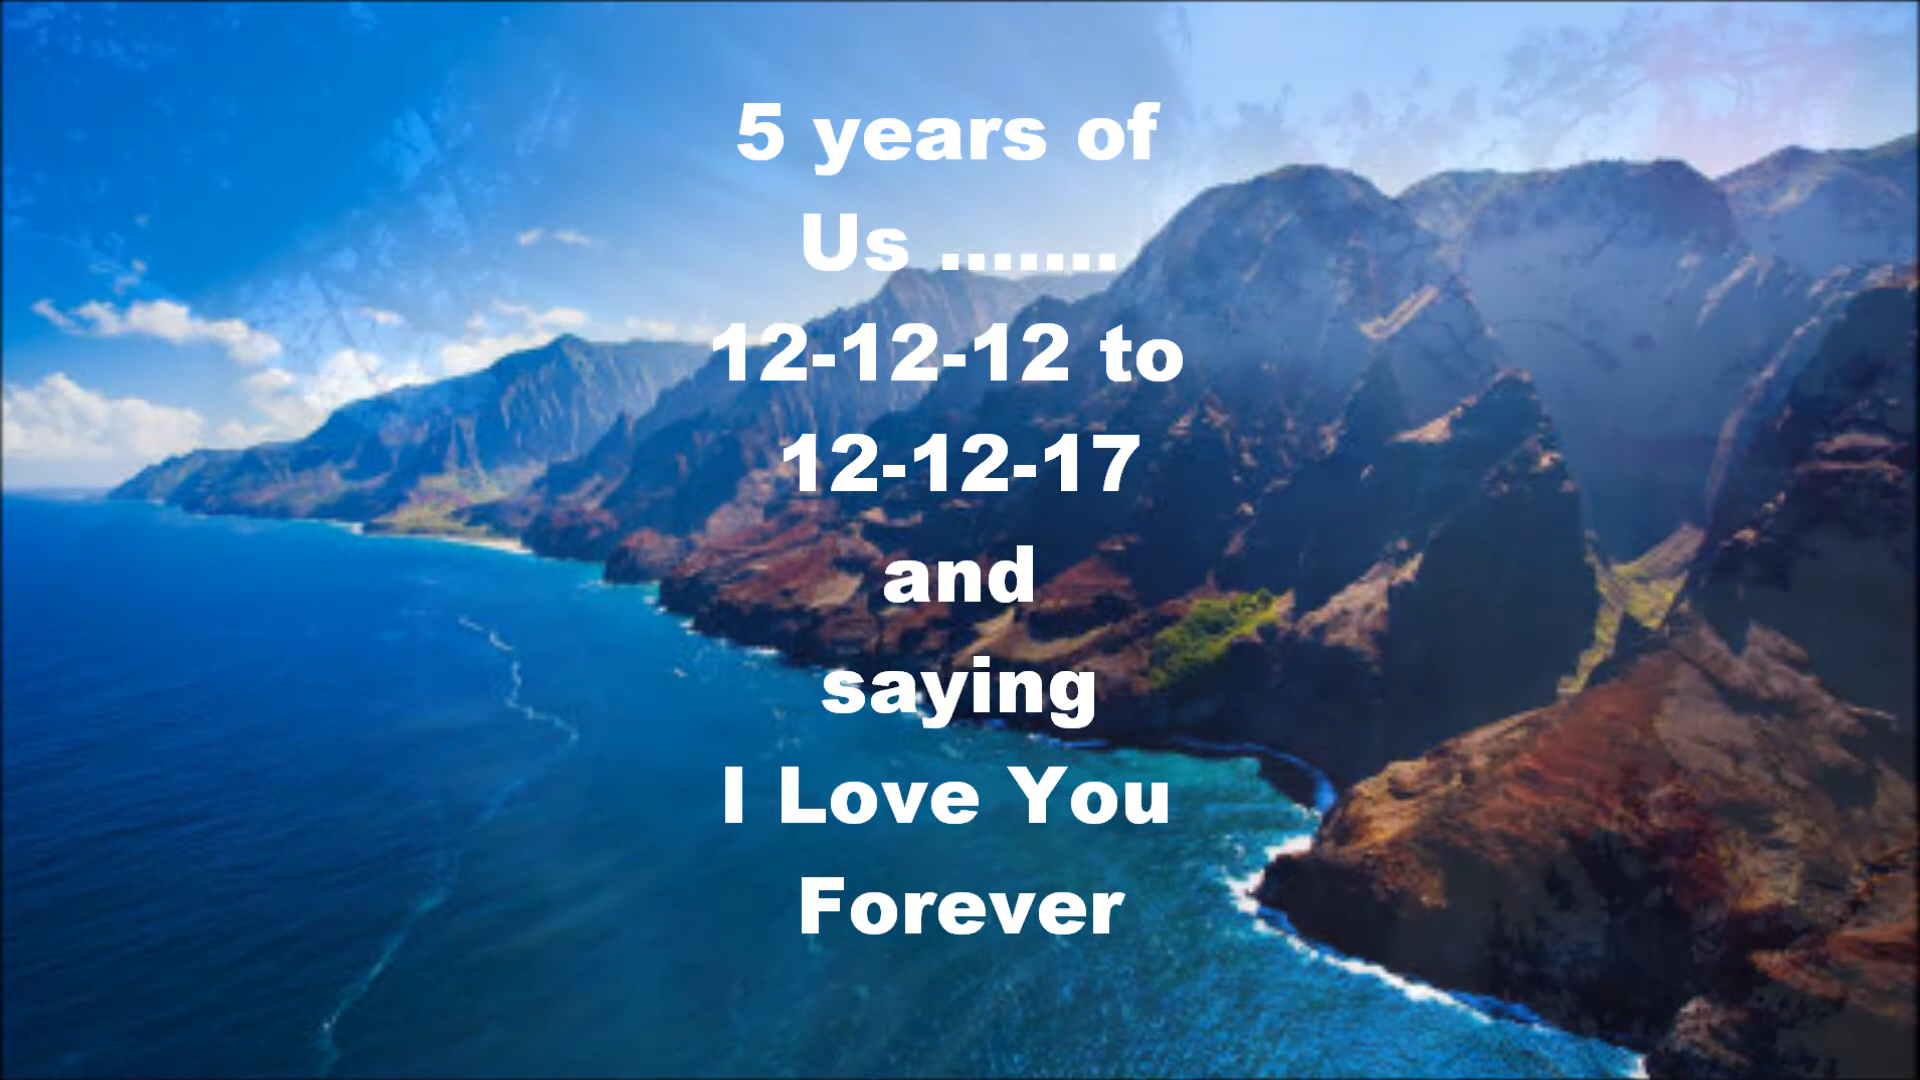 5 years of
Us .......
12-12-12 to
12-12-17
and
saying
I Love You
Forever